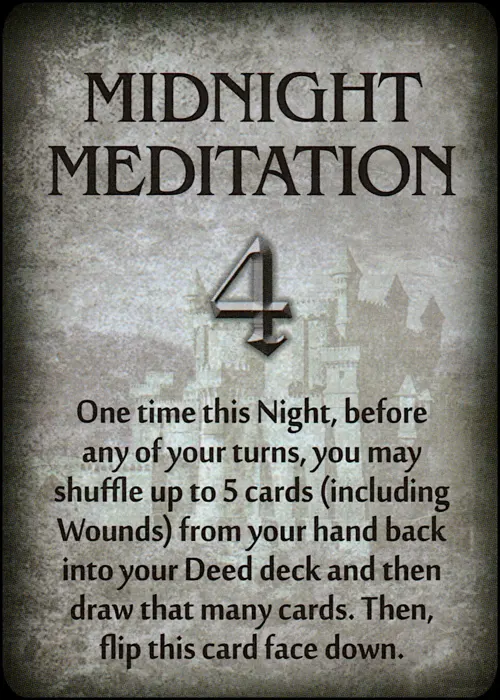 MIDNIGHT
MEDITATION
4
One time this Night, before
any of your turns, you may
shuffle up to 5 cards (including
Wounds) from your hand back
into your Deed deck and then
draw that many cards. Then,
flip this card face down.